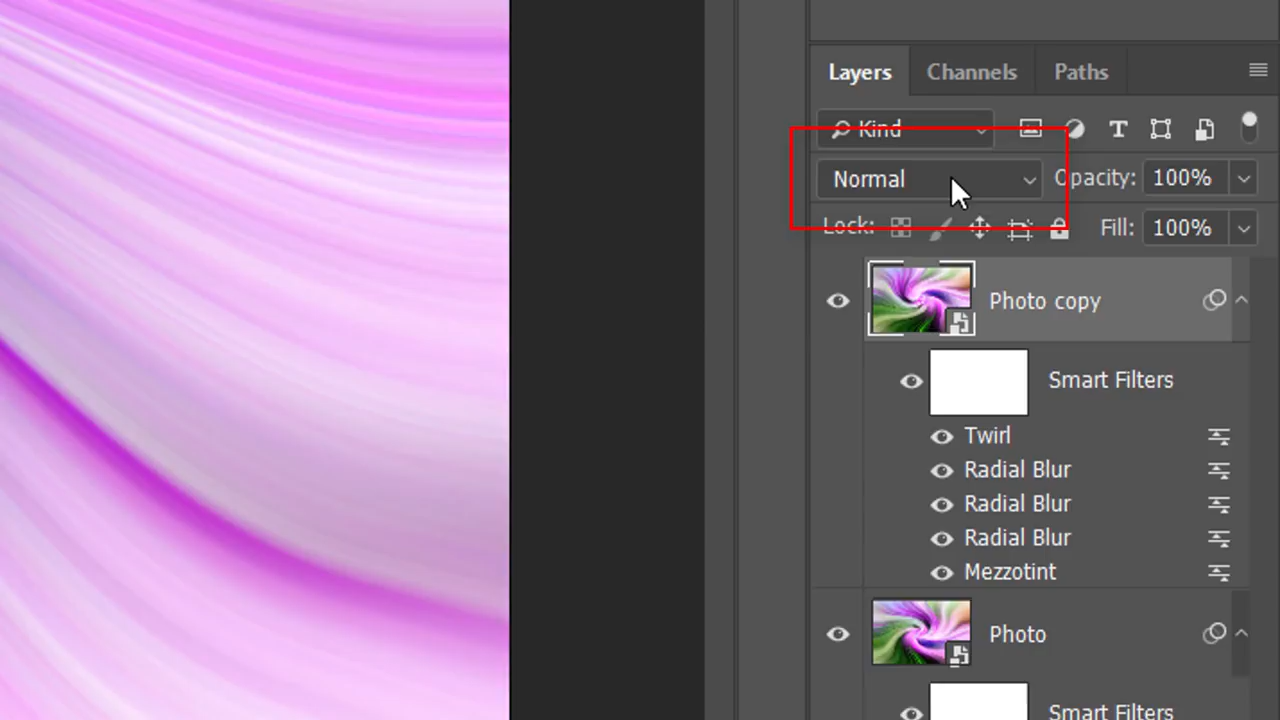 Layers Channels Paths
Kind
Normal Opacity: 100%
Lock: Fill: 100%
Photo copy
Smart Filters
Twirl
Radial Blur
Radial Blur
Radial Blur
Mezzotint
Photo
Smart Filters